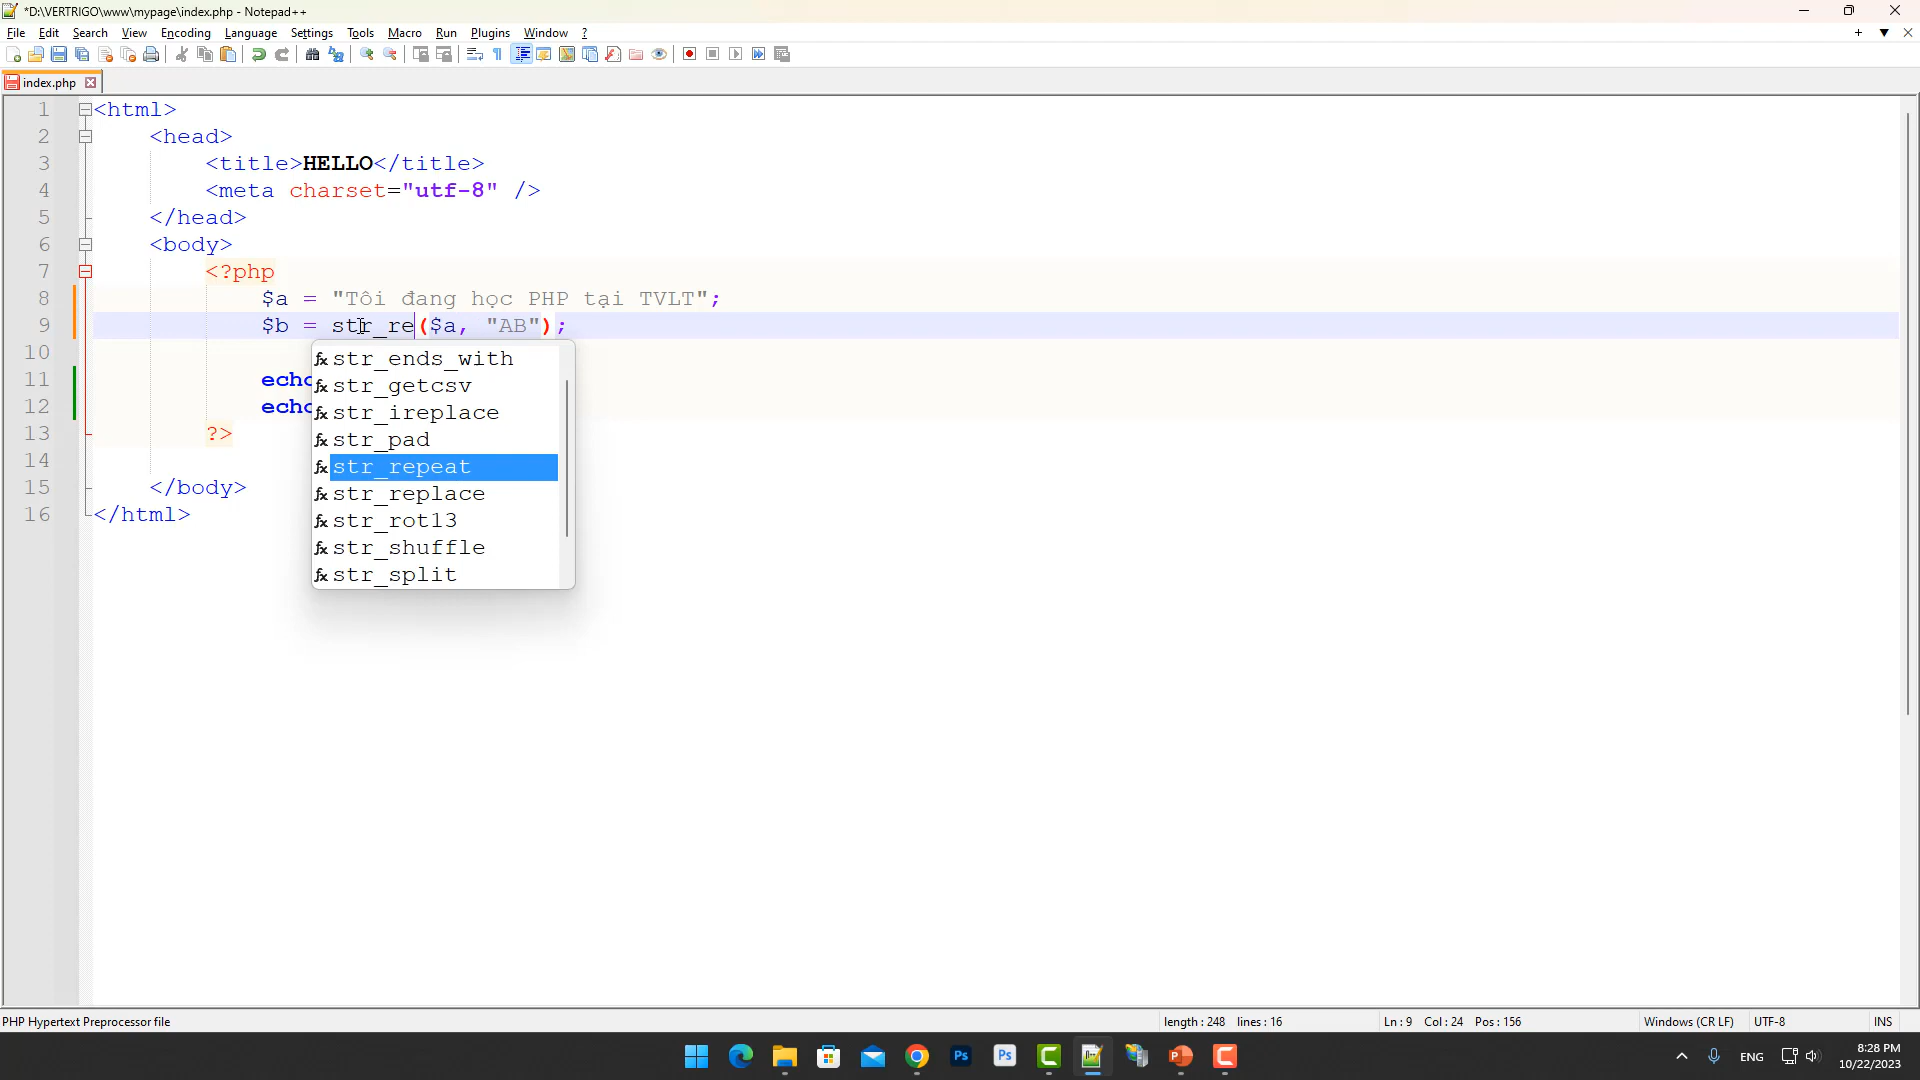 *D:\VERTRIGO\www\mypage\index.php - Notepad++
File Edit Search View Encoding Language Settings Tools Macro Run Plugins Window ?
index.php
1 <html>
2 <head>
3 <title>HELLO</title>
4 <meta charset="utf-8" />
5 </head>
6 <body>
7 <?php
8 $a = "Tôi đang học PHP tại TVLT";
9 $b = str_re($a, "AB");
10
str_ends_with
11 echo
str_getcsv
12 echo
str_ireplace
13 ?>
str_pad
14
str_repeat
15 </body>
str_replace
16 </html>
str_rot13
str_shuffle
str_split
PHP Hypertext Preprocessor file
length : 248 lines : 16
Ln : 9 Col : 24 Pos : 156
Windows (CR LF)
UTF-8
INS
Ps
Ps
ENG
8:28 PM
10/22/2023